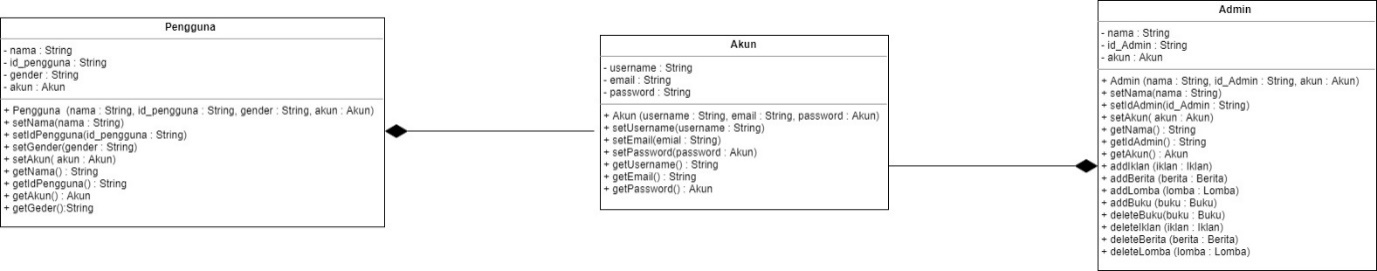 Pengguna
- nama : String
- id_pengguna : String
- gender : String
- akun : Akun
+ Pengguna (nama : String, id_pengguna : String, gender : String, akun : Akun)
+ setNama(nama : String)
+ setIdPengguna(id_pengguna : String)
+ setGender(gender : String)
+ setAkun( akun : Akun)
+ getNama() : String
+ getIdPengguna() : String
+ getAkun() : Akun
+ getGeder():String
Akun
- username : String
- email : String
- password : String
+ Akun (username : String, email : String, password : Akun)
+ setUsername(username : String)
+ setEmail(emial : String)
+ setPassword(password : Akun)
+ getUsername() : String
+ getEmail() : String
+ getPassword() : Akun
Admin
- nama : String
- id_Admin : String
- akun : Akun
+ Admin (nama : String, id_Admin : String, akun : Akun)
+ setNama(nama : String)
+ setIdAdmin(id_Admin : String)
+ setAkun( akun : Akun)
+ getNama() : String
+ getIdAdmin() : String
+ getAkun() : Akun
+ addIklan (iklan : Iklan)
+ addBerita (berita : Berita)
+ addLomba (lomba : Lomba)
+ addBuku (buku : Buku)
+ deleteBuku(buku : Buku)
+ deleteIklan (iklan : Iklan)
+ deleteBerita (berita : Berita)
+ deleteLomba (lomba : Lomba)